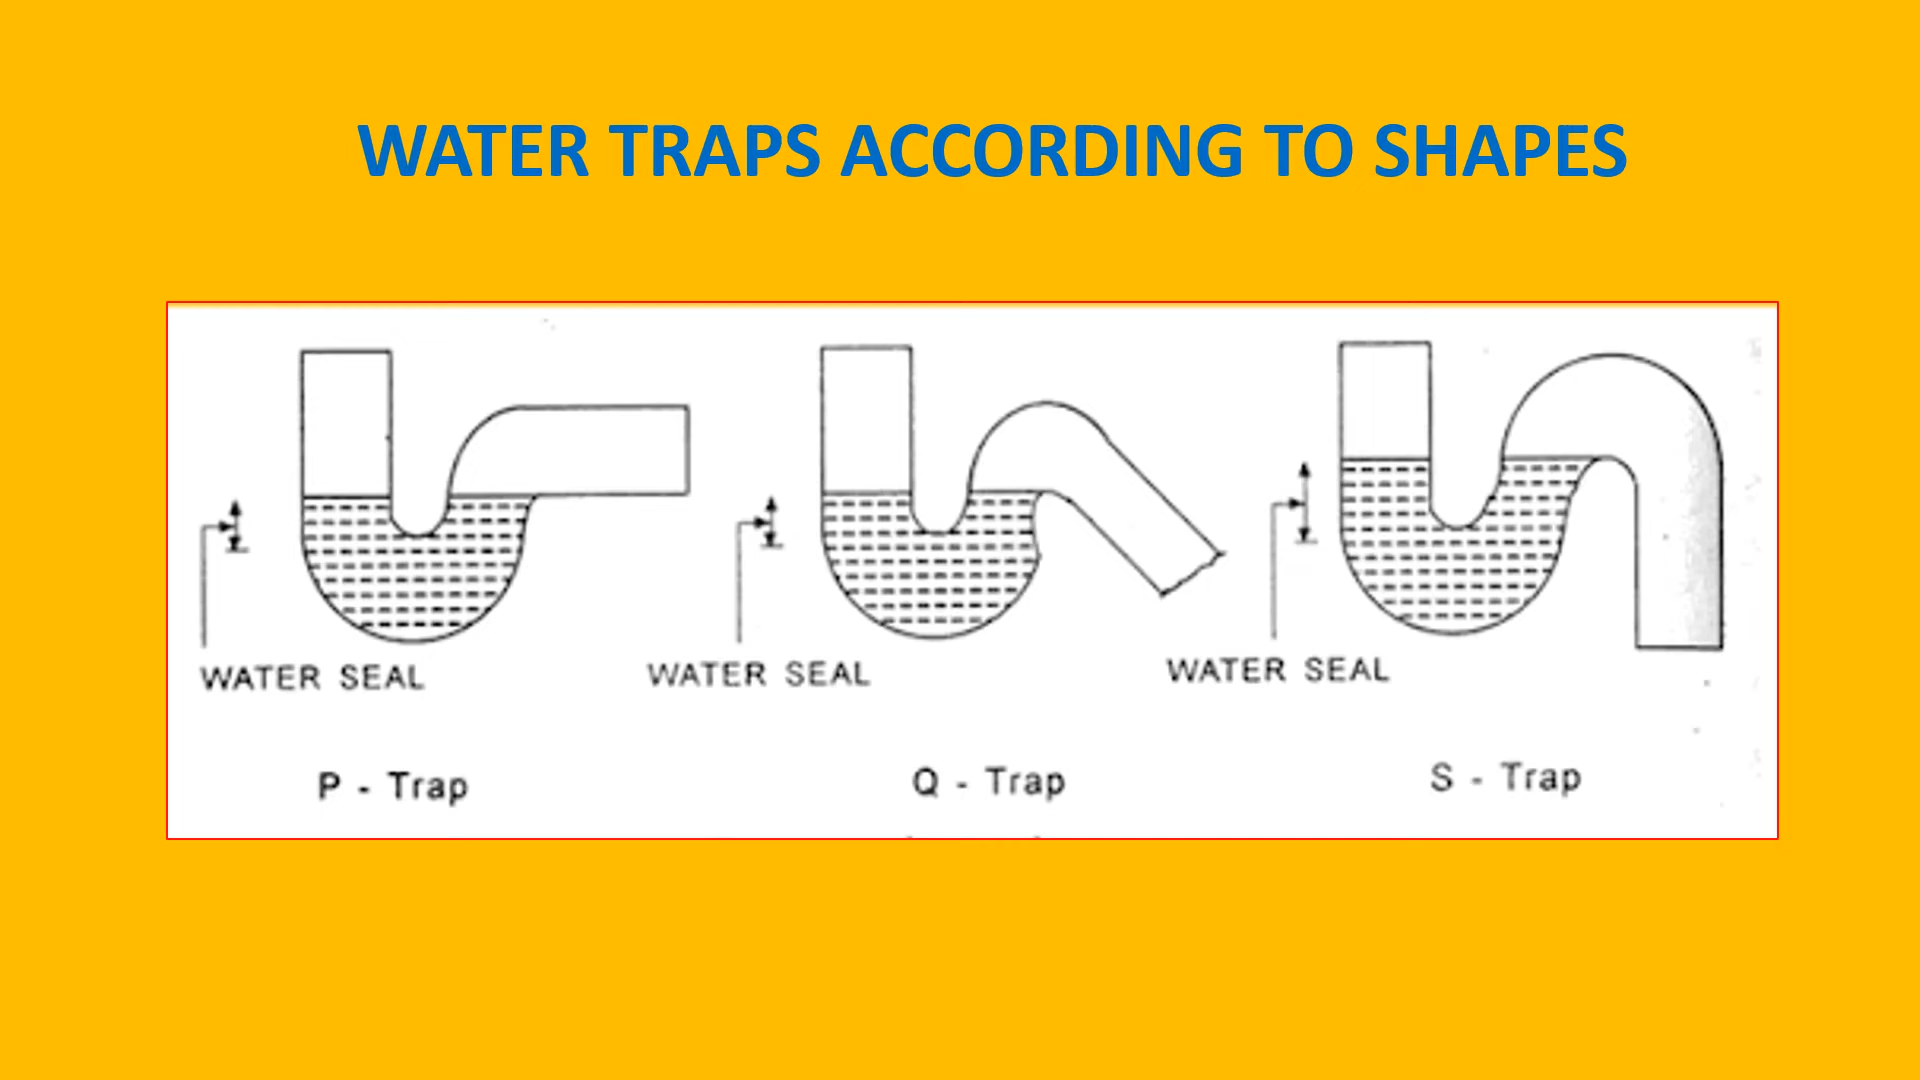 WATER TRAPS ACCORDING TO SHAPES
WATER SEAL
WATER SEAL
WATER SEAL
P - Trap
Q - Trap
S - Trap